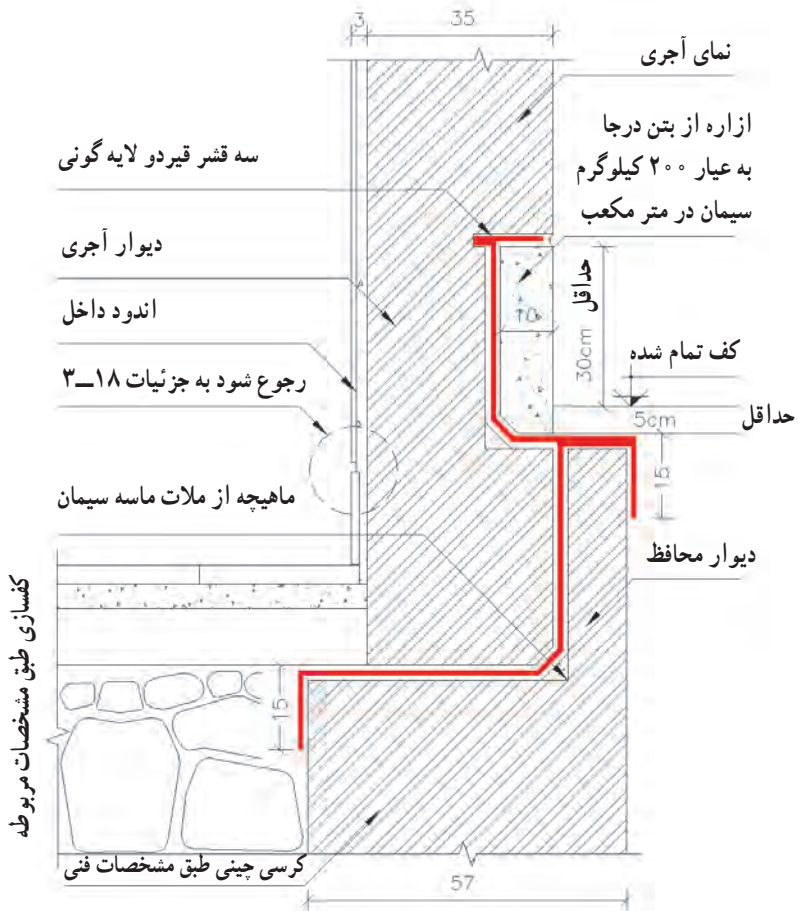 3
35
نمای آجری
ازاره از بتن درجا
به عیار ۲۰۰ کیلوگرم
سیمان در متر مکعب
سه قشر قیردو لایه گونی
دیوار آجری
حداقل
10
30cm
اندود داخل
کف تمام شده
رجوع شود به جزئیات ۱۸ــ۳
5cm
حداقل
15
ماهیچه از ملات ماسه سیمان
دیوار محافظ
کفسازی طبق مشخصات مربوطه
15
کرسی چینی طبق مشخصات فنی
57